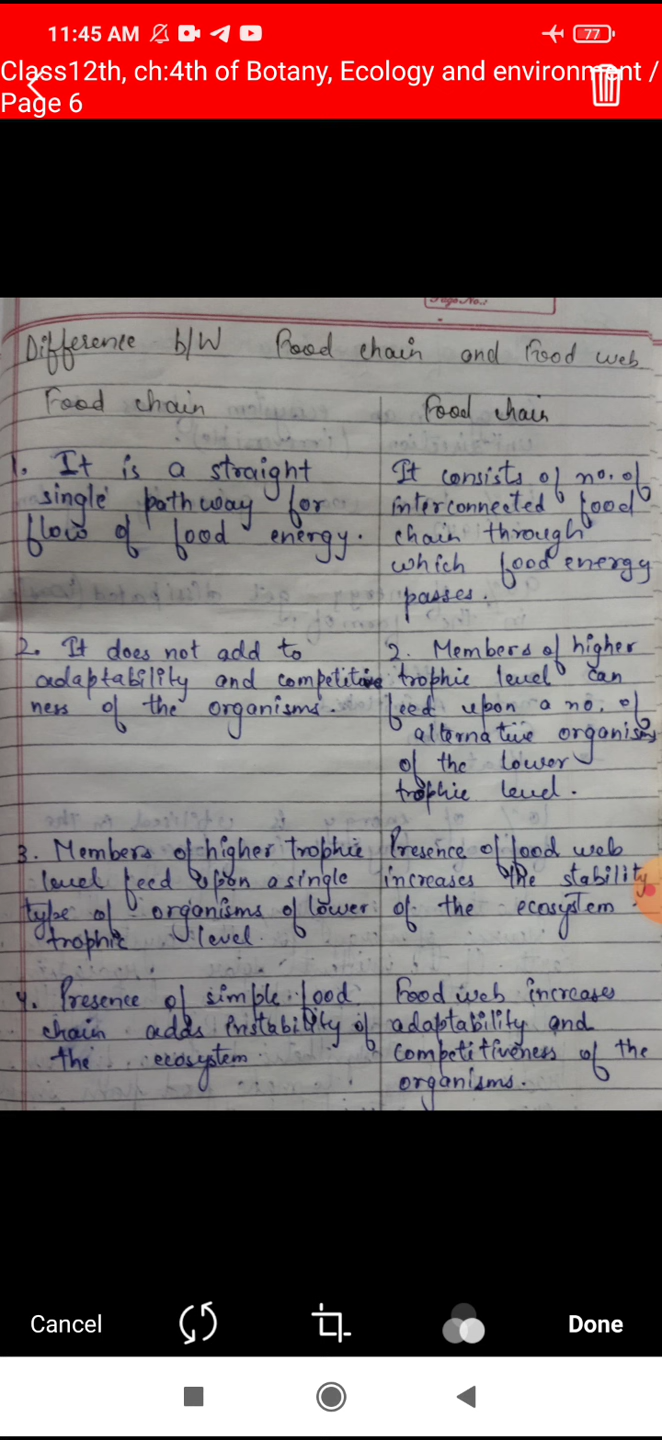 11:45 AM
77
Class12th, ch:4th of Botany, Ecology and environment /
Page 6
Page No.:
Difference b/W Food chain and Food web
Food chain
1. It is a straight
single pathway for
flow of food energy.
2. It does not add to
adaptability and competitive
ness of the organisms.
3. Members of higher trophic
level feed upon a single
type of organisms of lower
trophic level.
4. Presence of simple food
chain adds instability of
the ecosystem.
Food chain
It consists of no. of
interconnected food
chain through
which food energy
passes.
2. Members of higher
trophic level can
feed upon a no. of
alternative organisms
of the lower
trophic level.
Presence of food web
increases the stability
of the ecosystem.
Food web increases
adaptability and
competitiveness of the
organisms.
Cancel
Done